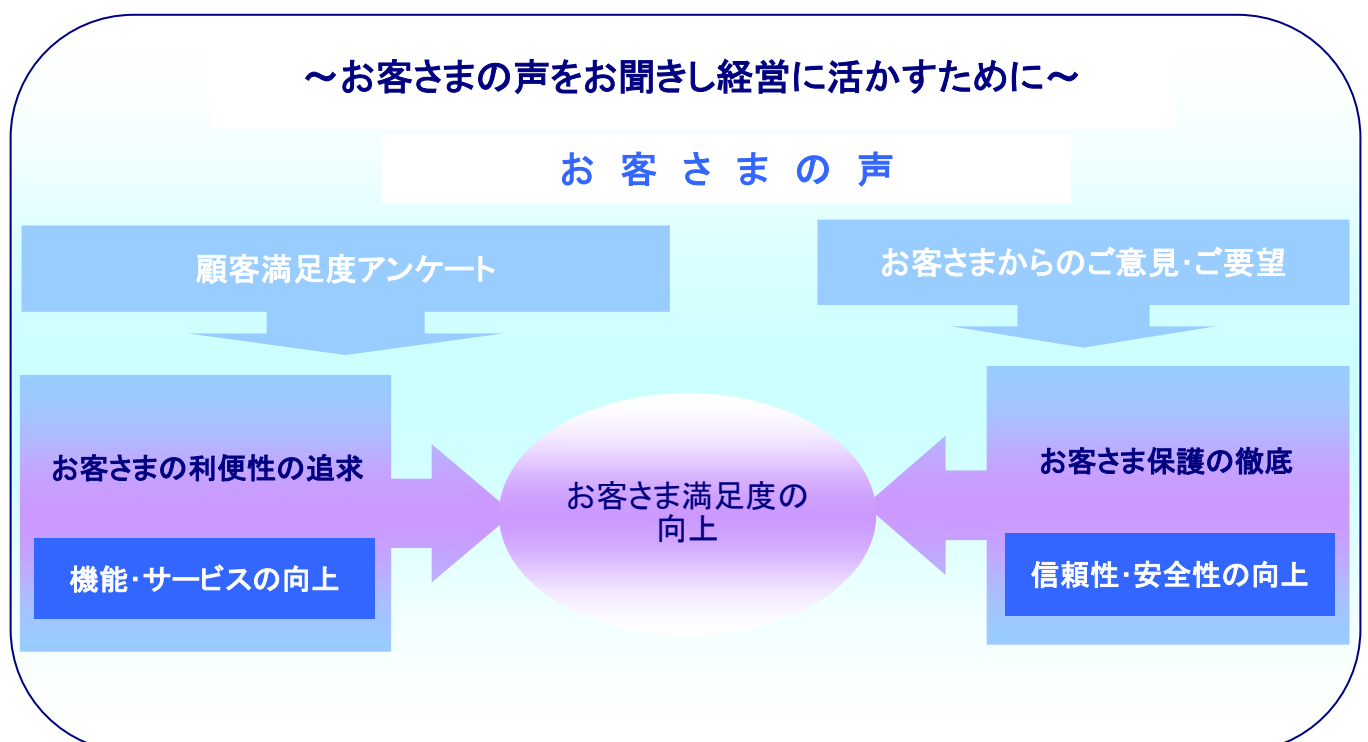 ～お客さまの声をお聞きし経営に活かすために～
お客さまの声
顧客満足度アンケート
お客さまからのご意見・ご要望
お客さまの利便性の追求
機能・サービスの向上
お客さま満足度の
向上
お客さま保護の徹底
信頼性・安全性の向上